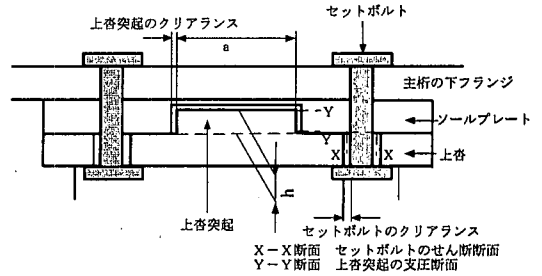 上沓突起のクリアランス
セットボルト
a
主桁の下フランジ
Y
ソールプレート
Y
X
X
上沓
h
上沓突起
セットボルトのクリアランス
X－X断面 セットボルトのせん断断面
Y－Y断面 上沓突起の支圧断面